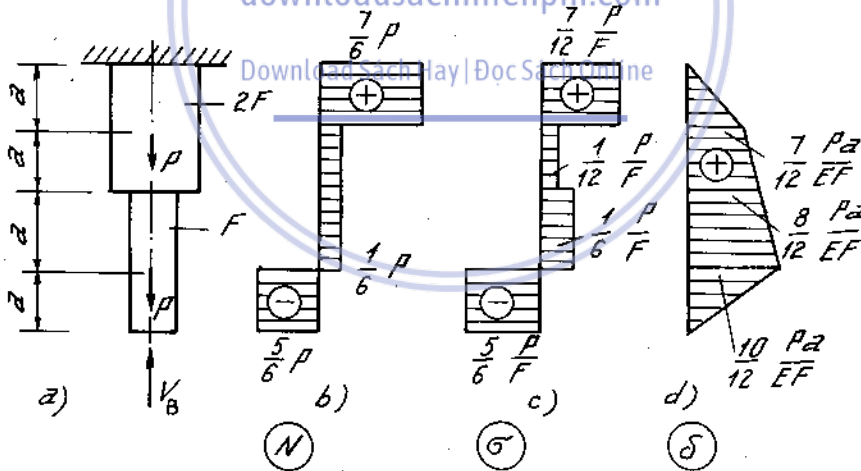 downloadsachmienphi.com
Download Sách Hay | Đọc Sách Online
a
a
a
a
2F
P
F
P
V_B
a)
7/6 P
+
1/6 P
−
5/6 P
b)
N
7/12 P/F
+
1/12 P/F
1/6 P/F
−
5/6 P/F
c)
σ
+
7/12 Pa/EF
8/12 Pa/EF
10/12 Pa/EF
d)
δ